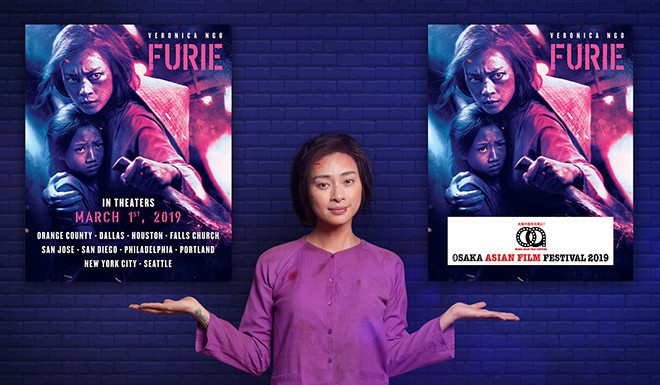 VERONICA NGO
FURIE
IN THEATERS
MARCH 1ST, 2019
ORANGE COUNTY · DALLAS · HOUSTON · FALLS CHURCH
SAN JOSE · SAN DIEGO · PHILADELPHIA · PORTLAND
NEW YORK CITY · SEATTLE
VERONICA NGO
FURIE
OSAKA ASIAN FILM FESTIVAL 2019